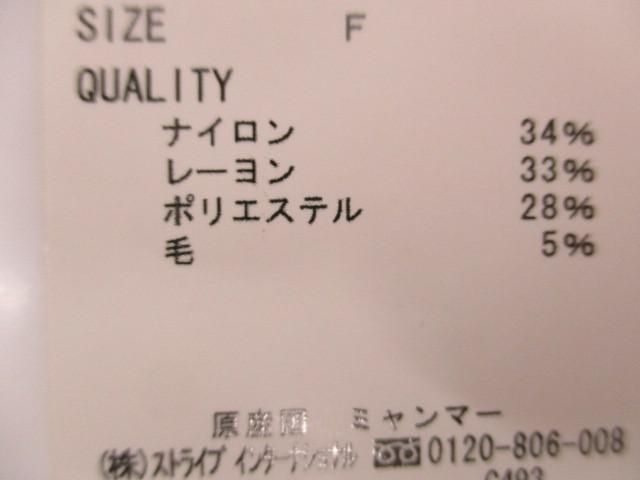 SIZE F
QUALITY
ナイロン 34%
レーヨン 33%
ポリエステル 28%
毛 5%
原産国 ミャンマー
(株)ストライプ インターナショナル 0120-806-008